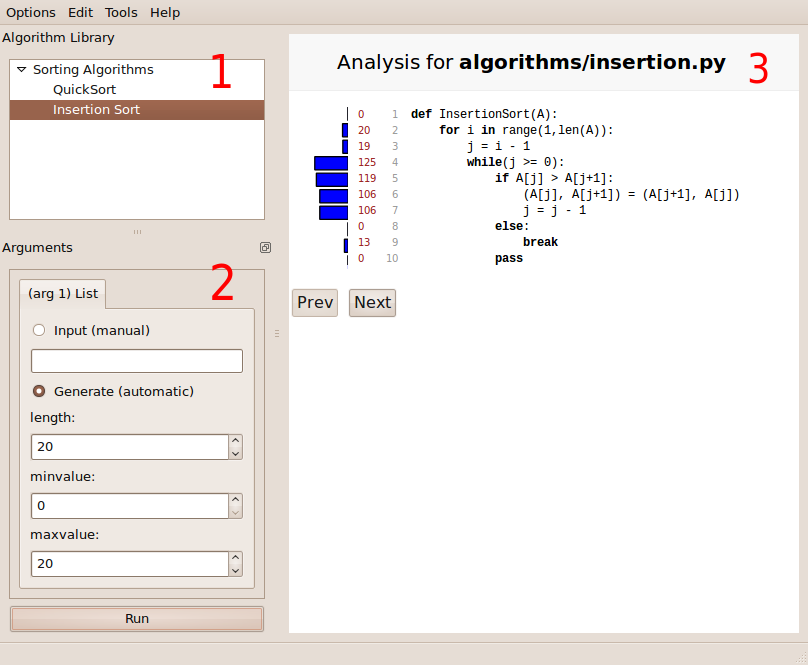 Options Edit Tools Help
Algorithm Library
1
Sorting Algorithms
QuickSort
Insertion Sort
Arguments
2
(arg 1) List
Input (manual)
Generate (automatic)
length:
20
minvalue:
0
maxvalue:
20
Run
Analysis for algorithms/insertion.py
3
0 1 def InsertionSort(A):
20 2 for i in range(1,len(A)):
19 3 j = i - 1
125 4 while(j >= 0):
119 5 if A[j] > A[j+1]:
106 6 (A[j], A[j+1]) = (A[j+1], A[j])
106 7 j = j - 1
0 8 else:
13 9 break
0 10 pass
Prev Next